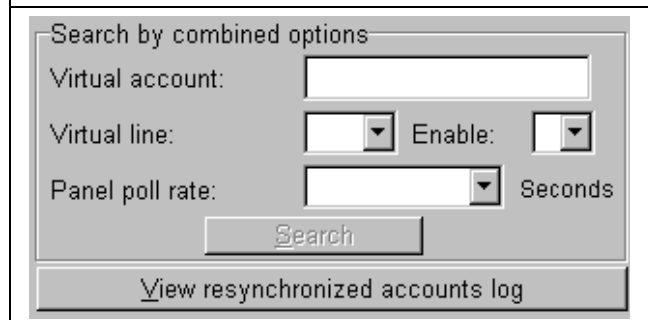 Search by combined options
Virtual account:
Virtual line: Enable:
Panel poll rate: Seconds
Search
View resynchronized accounts log